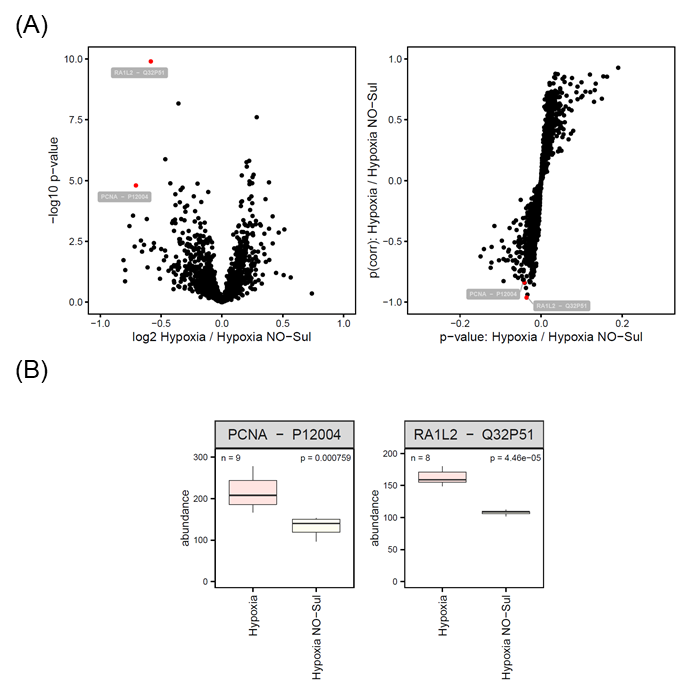 (A)
10.0
7.5
5.0
2.5
0.0
−log10 p−value
RA1L2 − Q32P51
PCNA − P12004
−1.0
−0.5
0.0
0.5
1.0
log2 Hypoxia / Hypoxia NO−Sul
1.0
0.5
0.0
−0.5
−1.0
p(corr): Hypoxia / Hypoxia NO−Sul
PCNA − P12004
RA1L2 − Q32P51
−0.2
0.0
0.2
p−value: Hypoxia / Hypoxia NO−Sul
(B)
PCNA − P12004
n = 9
p = 0.000759
300
200
100
0
abundance
Hypoxia
Hypoxia NO−Sul
RA1L2 − Q32P51
n = 8
p = 4.46e−05
200
150
100
50
0
abundance
Hypoxia
Hypoxia NO−Sul